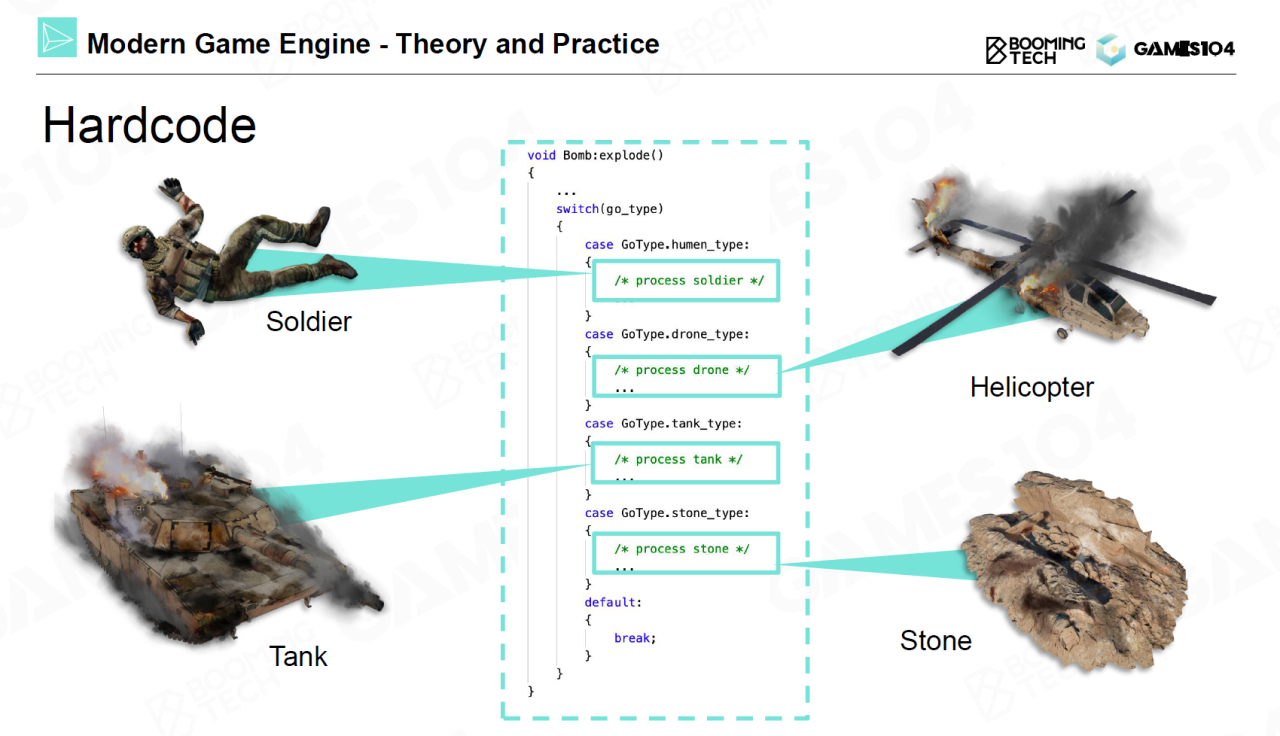 Modern Game Engine - Theory and Practice
BOOMING
TECH
GAMES104
Hardcode
void Bomb:explode()
{
...
switch(go_type)
{
case GoType.humen_type:
{
/* process soldier */
...
}
case GoType.drone_type:
{
/* process drone */
...
}
case GoType.tank_type:
{
/* process tank */
...
}
case GoType.stone_type:
{
/* process stone */
...
}
default:
{
break;
}
}
}
Soldier
Helicopter
Tank
Stone